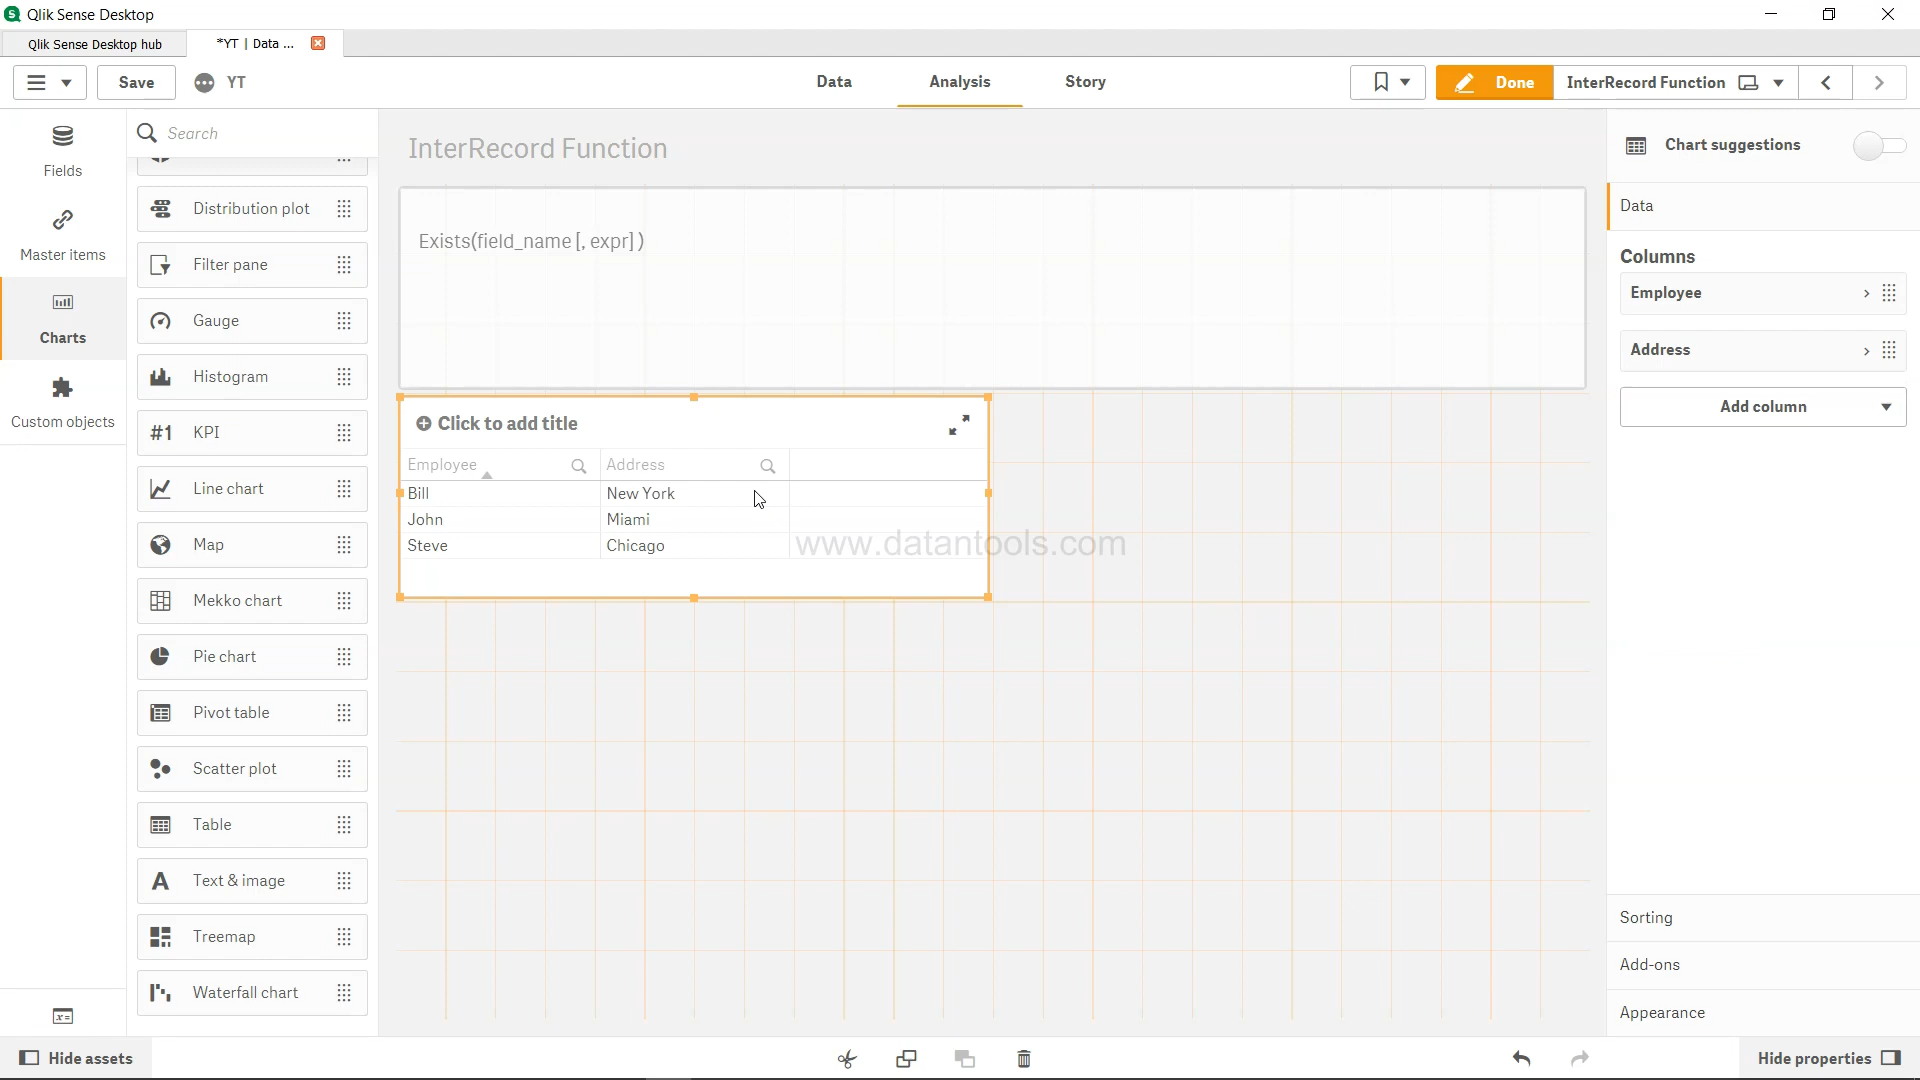 Qlik Sense Desktop
Qlik Sense Desktop hub
*YT | Data ...
Save
YT
Data
Analysis
Story
Done
InterRecord Function
Fields
Master items
Charts
Custom objects
Search
Distribution plot
Filter pane
Gauge
Histogram
#1 KPI
Line chart
Map
Mekko chart
Pie chart
Pivot table
Scatter plot
Table
A Text & image
Treemap
Waterfall chart
InterRecord Function
Exists(field_name [, expr] )
Click to add title
Employee Address
Bill New York
John Miami
Steve Chicago
www.datantools.com
Chart suggestions
Data
Columns
Employee
Address
Add column
Sorting
Add-ons
Appearance
Hide assets
Hide properties